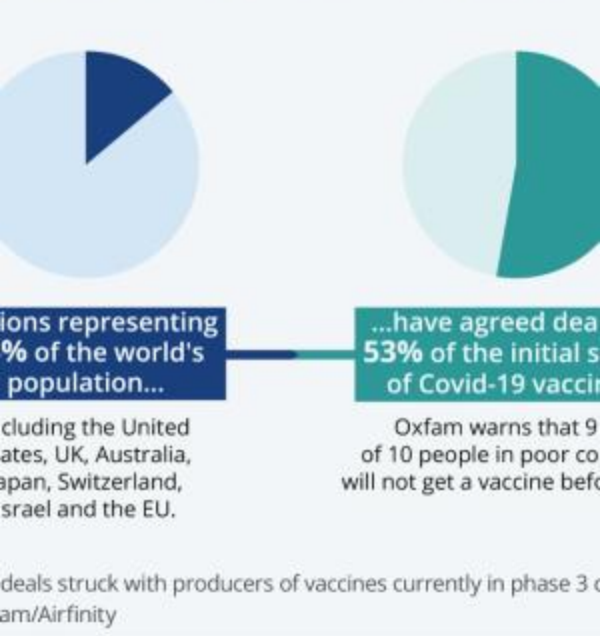 ions representing
% of the world's
population...
cluding the United
ates, UK, Australia,
apan, Switzerland,
srael and the EU.
...have agreed dea
53% of the initial s
of Covid-19 vaccin
Oxfam warns that 9
of 10 people in poor co
will not get a vaccine befo
deals struck with producers of vaccines currently in phase 3 c
am/Airfinity